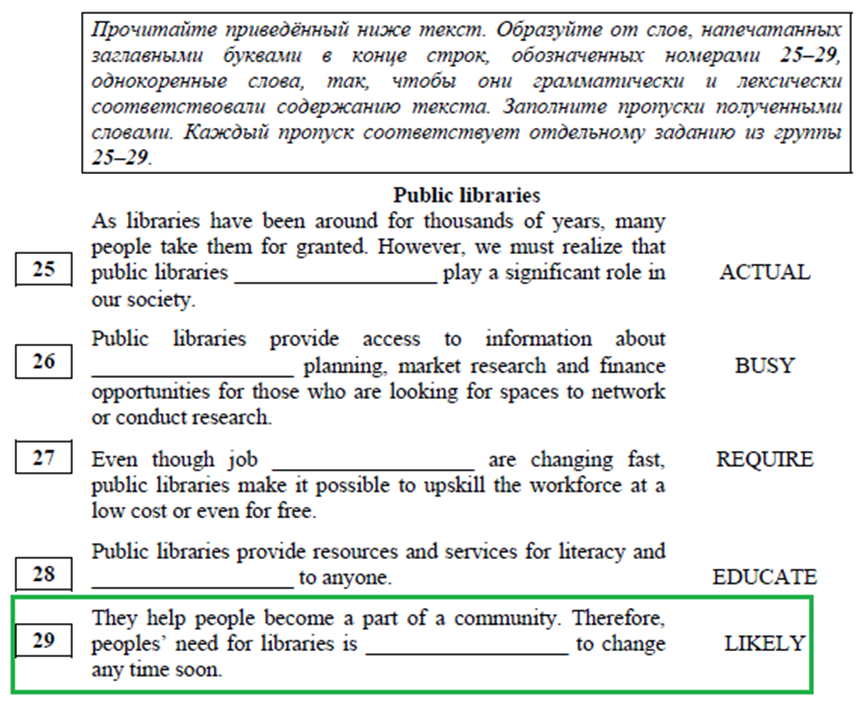 Прочитайте приведённый ниже текст. Образуйте от слов, напечатанных
заглавными буквами в конце строк, обозначенных номерами 25–29,
однокоренные слова, так, чтобы они грамматически и лексически
соответствовали содержанию текста. Заполните пропуски полученными
словами. Каждый пропуск соответствует отдельному заданию из группы
25–29.
Public libraries
As libraries have been around for thousands of years, many
people take them for granted. However, we must realize that
25 public libraries ____________________ play a significant role in ACTUAL
our society.
Public libraries provide access to information about
26 ____________________ planning, market research and finance BUSY
opportunities for those who are looking for spaces to network
or conduct research.
27 Even though job ____________________ are changing fast, REQUIRE
public libraries make it possible to upskill the workforce at a
low cost or even for free.
Public libraries provide resources and services for literacy and
28 ____________________ to anyone. EDUCATE
They help people become a part of a community. Therefore,
29 peoples’ need for libraries is ____________________ to change LIKELY
any time soon.